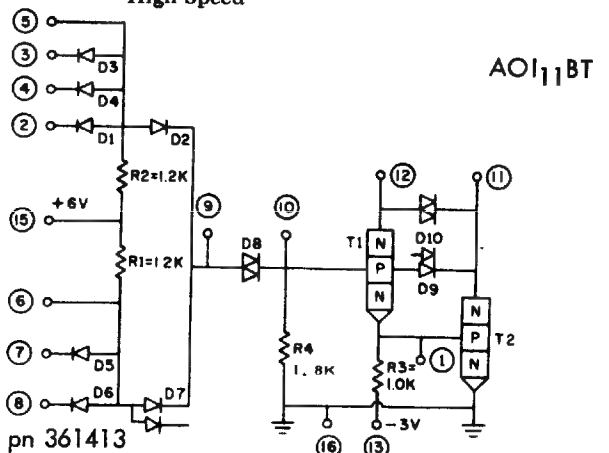 High Speed
AOI11BT
5
3
D3
4
D4
2
D1
D2
R2=1.2K
15
+6V
R1=1.2K
6
7
D5
8
D6
D7
pn 361413
9
D8
10
R4
1.8K
12
T1
N
P
N
11
D10
D9
N
P
N
T2
1
R3=
1.0K
16
13
-3V